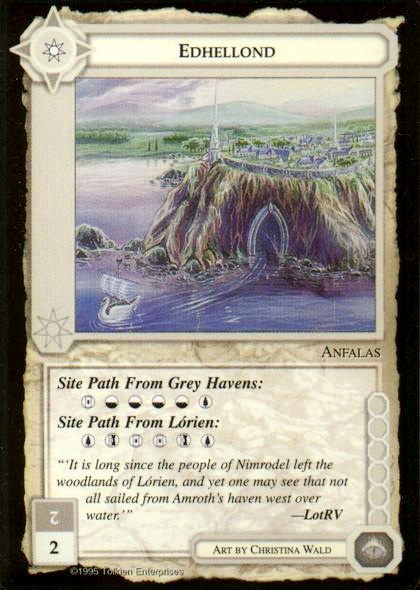 EDHELLOND
ANFALAS
Site Path From Grey Havens:
Site Path From Lórien:
“‘It is long since the people of Nimrodel left the
woodlands of Lórien, and yet one may see that not
all sailed from Amroth's haven west over
water.’” —LotRV
2
2
ART BY CHRISTINA WALD
©1995 Tolkien Enterprises